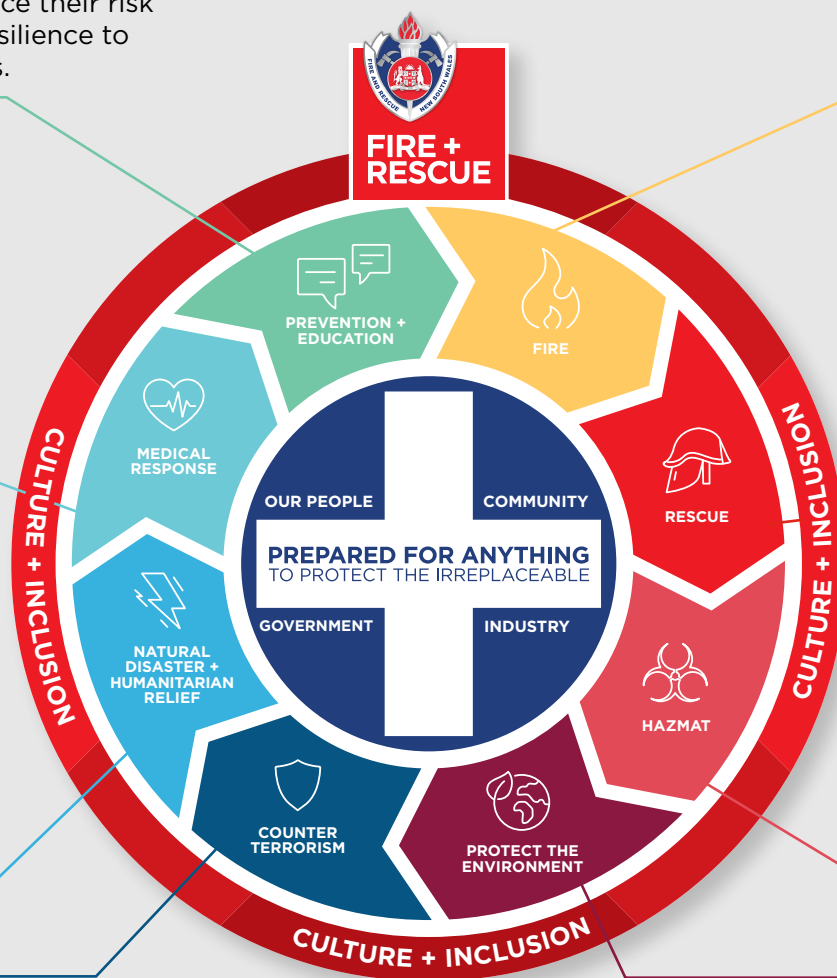 ce their risk
silience to
s.
FIRE AND RESCUE
NEW SOUTH WALES
FIRE +
RESCUE
PREVENTION +
EDUCATION
FIRE
RESCUE
HAZMAT
PROTECT THE
ENVIRONMENT
COUNTER
TERRORISM
NATURAL
DISASTER +
HUMANITARIAN
RELIEF
MEDICAL
RESPONSE
OUR PEOPLE
COMMUNITY
PREPARED FOR ANYTHING
TO PROTECT THE IRREPLACEABLE
GOVERNMENT
INDUSTRY
CULTURE + INCLUSION
CULTURE + INCLUSION
CULTURE + INCLUSION